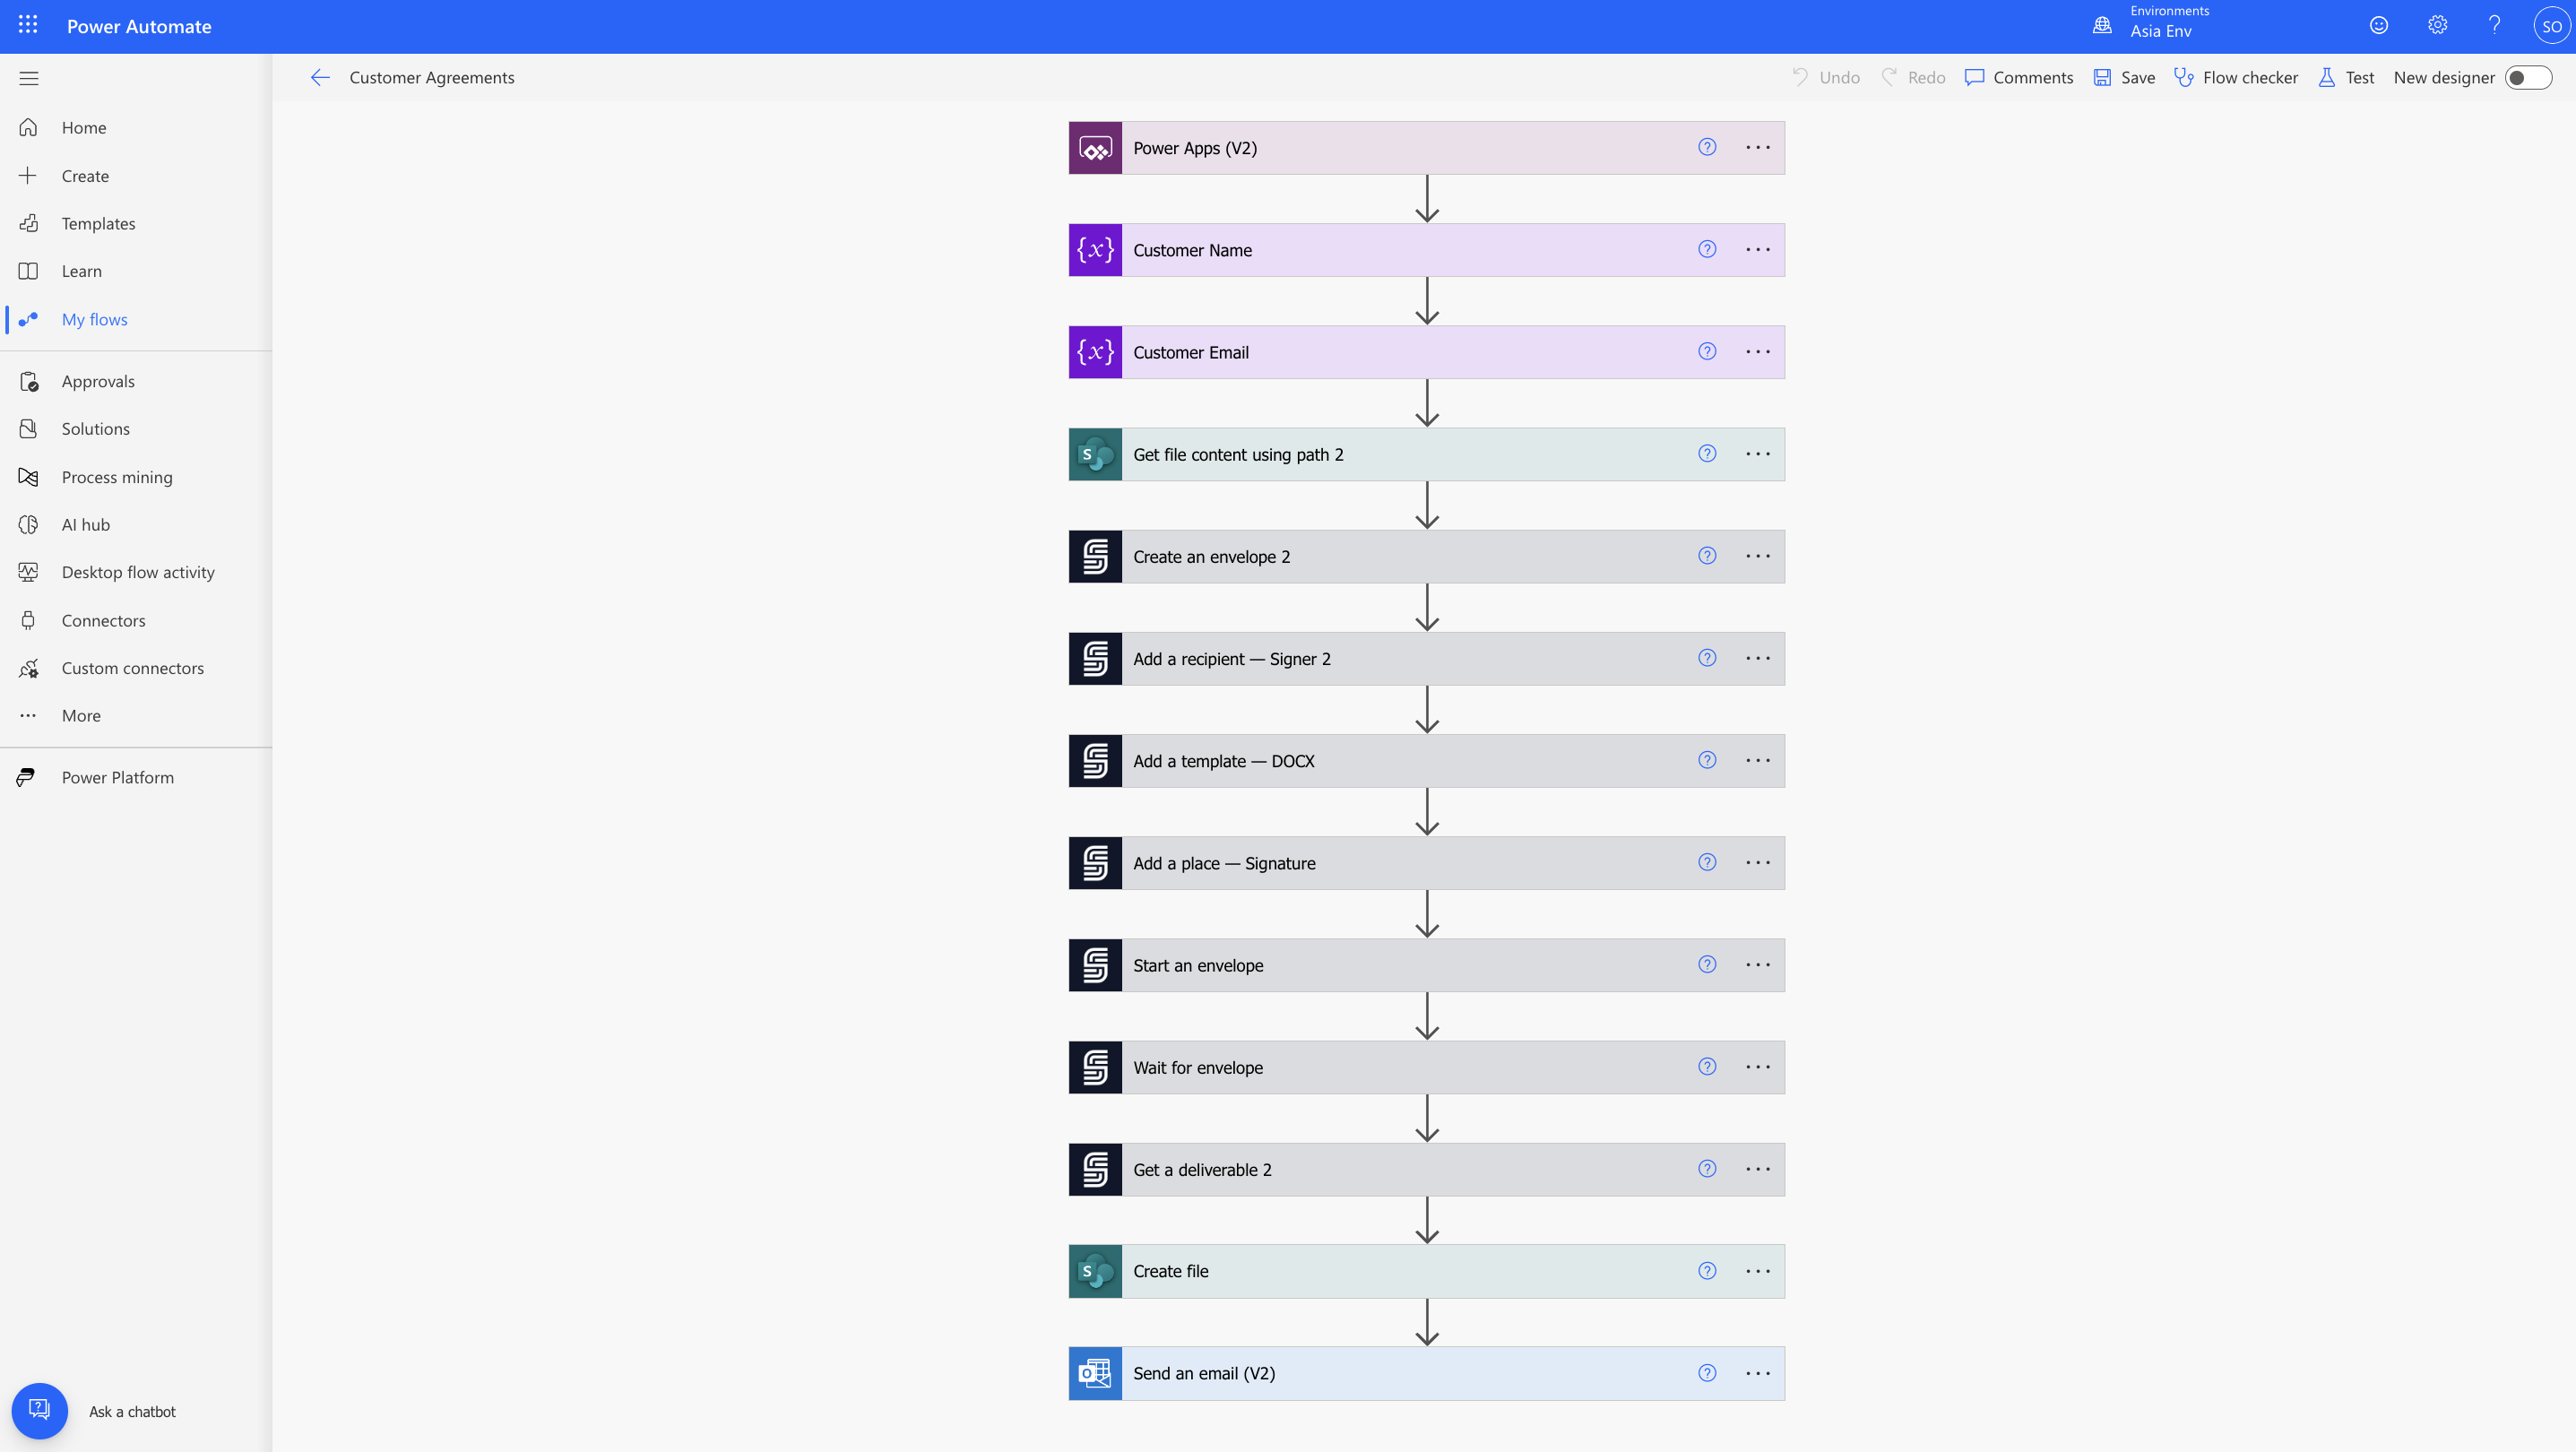 Power Automate
Environments
Asia Env
SO
Customer Agreements
Undo
Redo
Comments
Save
Flow checker
Test
New designer
Home
Create
Templates
Learn
My flows
Approvals
Solutions
Process mining
AI hub
Desktop flow activity
Connectors
Custom connectors
More
Power Platform
Ask a chatbot
Power Apps (V2)
{x} Customer Name
{x} Customer Email
S Get file content using path 2
Create an envelope 2
Add a recipient — Signer 2
Add a template — DOCX
Add a place — Signature
Start an envelope
Wait for envelope
Get a deliverable 2
S Create file
O Send an email (V2)